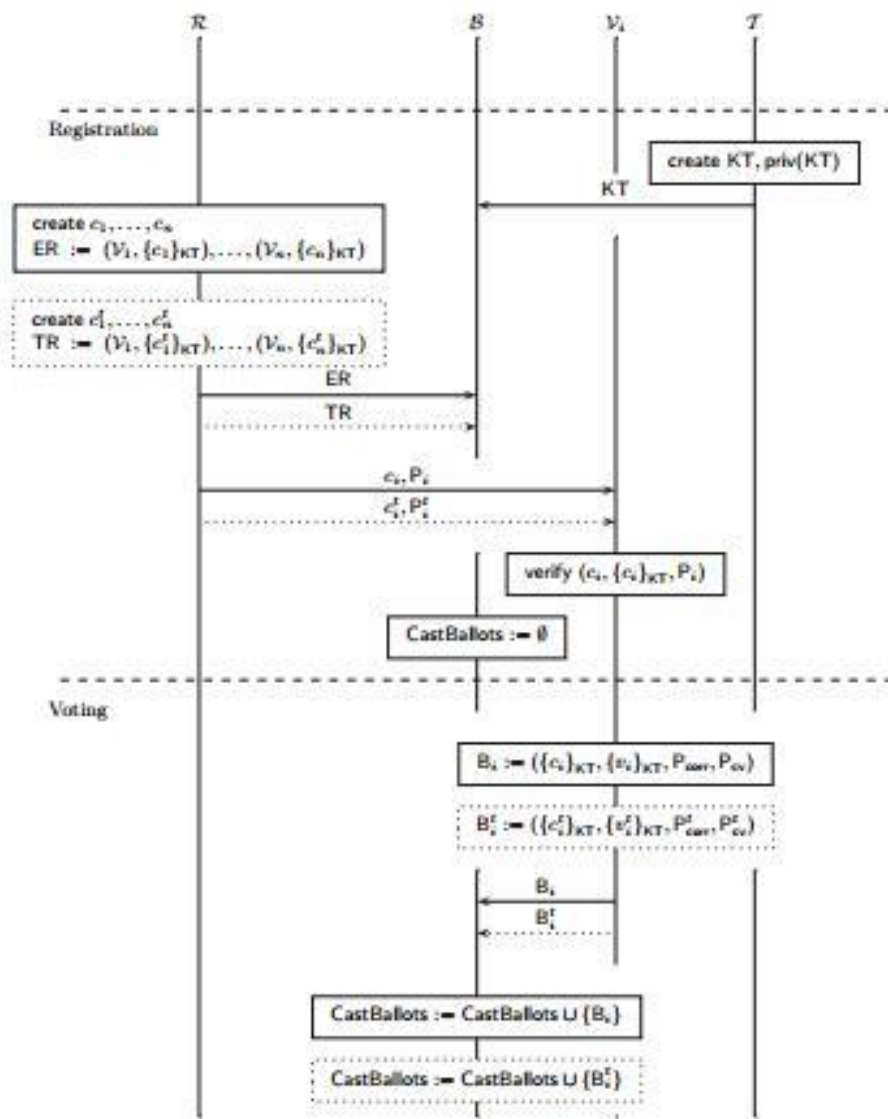 R B V_i T
Registration
create KT, priv(KT)
KT
create c_1, ..., c_n
ER := (V_1, {c_1}_KT), ..., (V_n, {c_n}_KT)
create c_1^t, ..., c_n^t
TR := (V_1, {c_1^t}_KT), ..., (V_n, {c_n^t}_KT)
ER
TR
c_i, P_i
c_i^t, P_i^t
verify (c_i, {c_i}_KT, P_i)
CastBallots := ∅
Voting
B_i := ({c_i}_KT, {v_i}_KT, P_corr, P_cv)
B_i^t := ({c_i^t}_KT, {v_i^t}_KT, P_corr^t, P_cv^t)
B_i
B_i^t
CastBallots := CastBallots ∪ {B_i}
CastBallots := CastBallots ∪ {B_i^t}